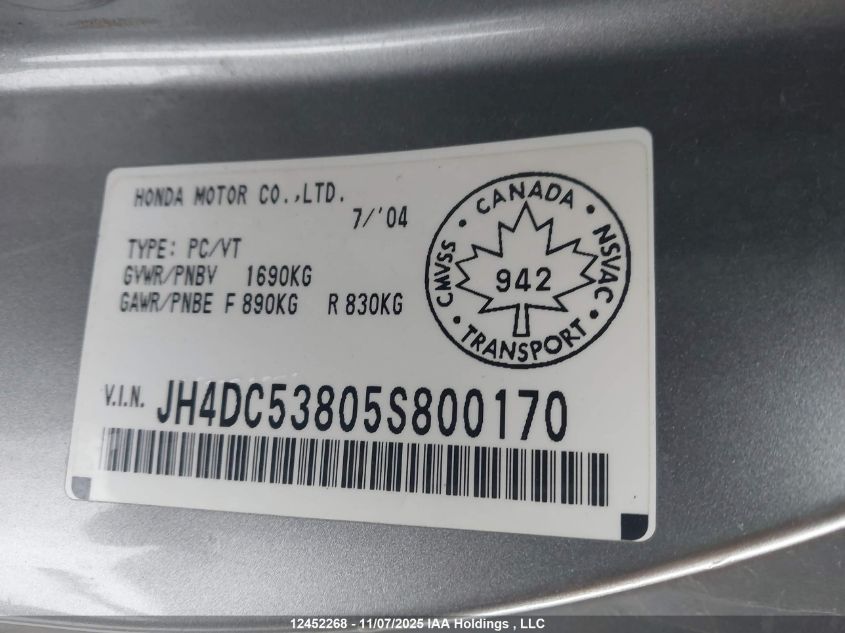 HONDA MOTOR CO.,LTD.
7/'04
TYPE: PC/VT
GVWR/PNBV 1690KG
GAWR/PNBE F 890KG R 830KG
• CANADA •
CMVSS
NSVAC
942
• TRANSPORT •
V.I.N. JH4DC53805S800170
12452268 - 11/07/2025 IAA Holdings , LLC